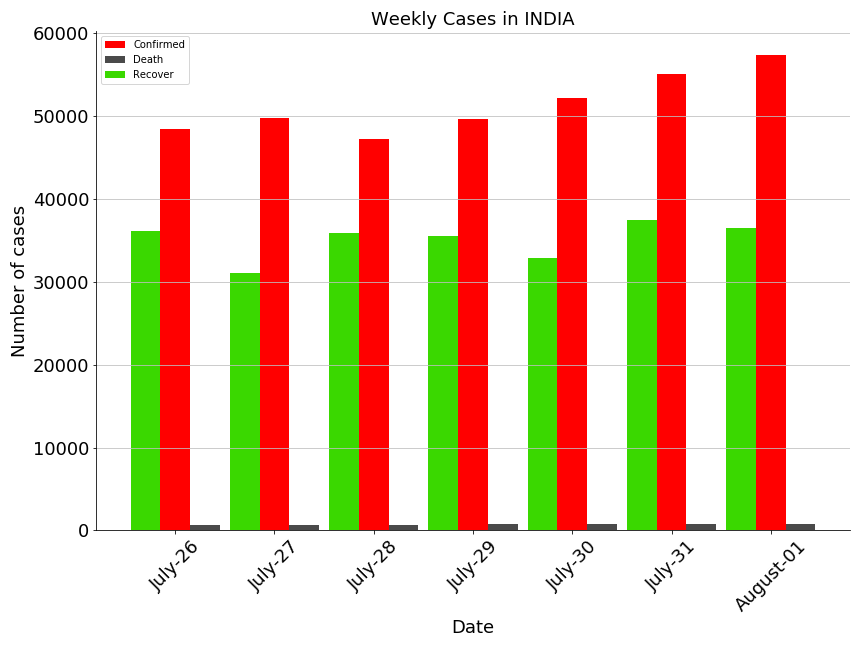 Weekly Cases in INDIA
Confirmed
Death
Recover
60000
50000
40000
30000
20000
10000
0
Number of cases
July-26
July-27
July-28
July-29
July-30
July-31
August-01
Date